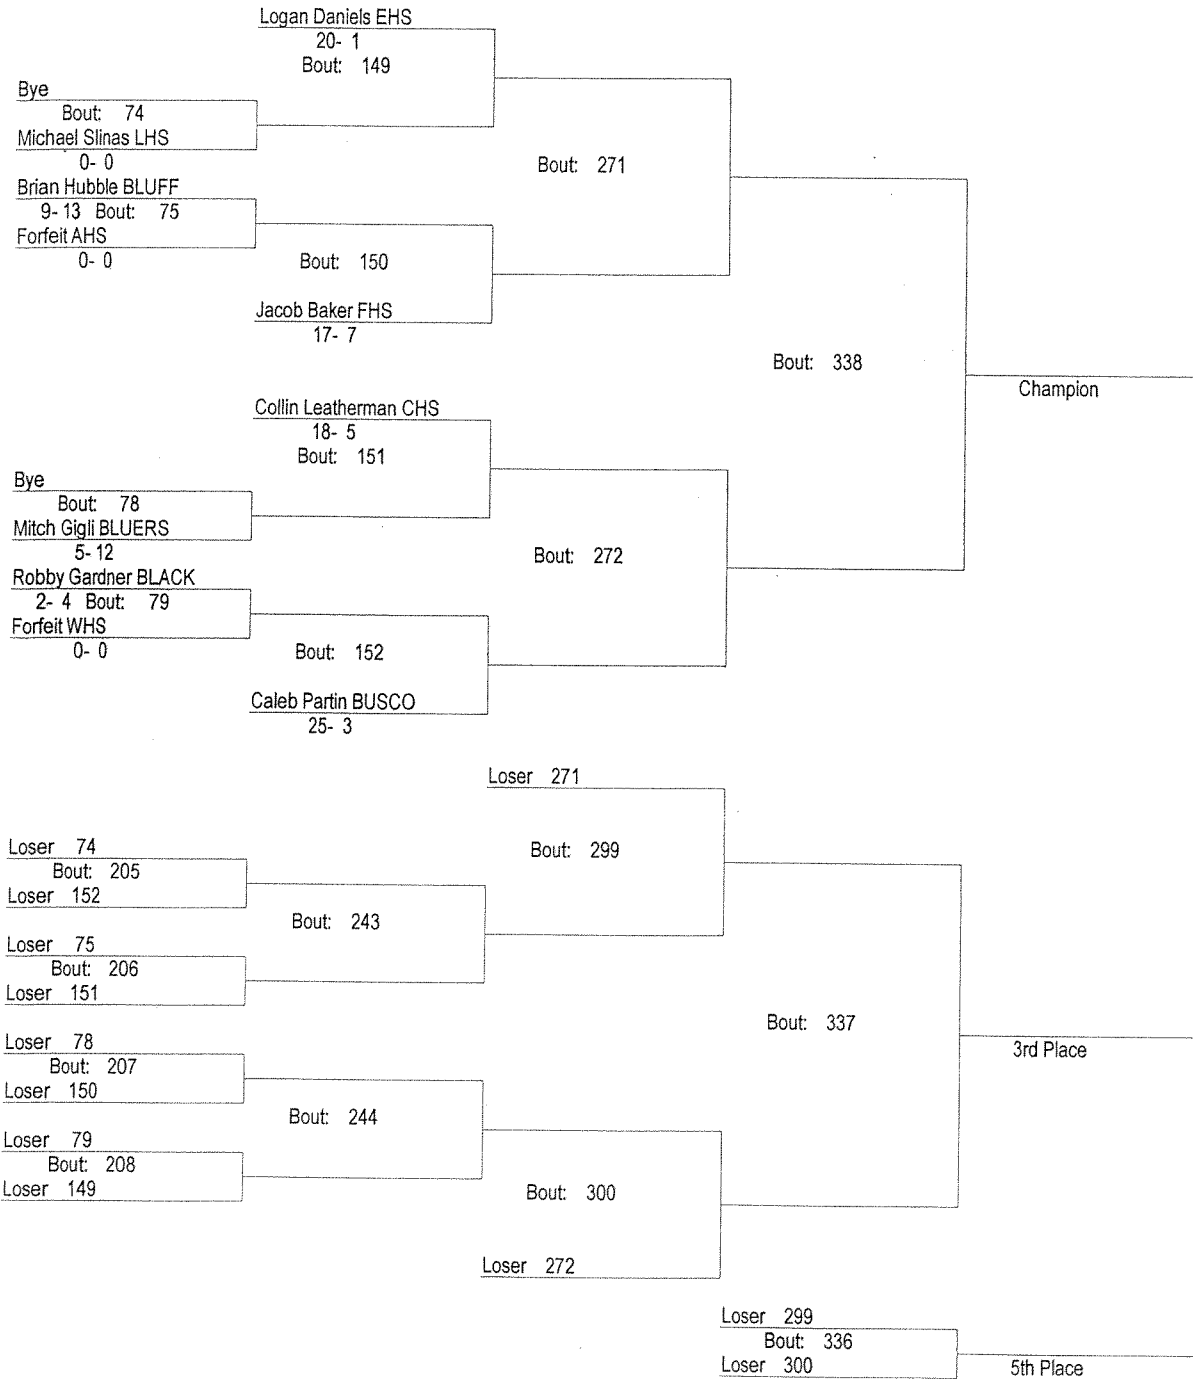 Logan Daniels EHS
20- 1
Bout: 149
Bye
Bout: 74
Michael Slinas LHS
0- 0
Bout: 271
Brian Hubble BLUFF
9- 13 Bout: 75
Forfeit AHS
0- 0
Bout: 150
Jacob Baker FHS
17- 7
Bout: 338
Champion
Collin Leatherman CHS
18- 5
Bout: 151
Bye
Bout: 78
Mitch Gigli BLUERS
5- 12
Bout: 272
Robby Gardner BLACK
2- 4 Bout: 79
Forfeit WHS
0- 0
Bout: 152
Caleb Partin BUSCO
25- 3
Loser 271
Bout: 299
Loser 74
Bout: 205
Loser 152
Bout: 243
Loser 75
Bout: 206
Loser 151
Bout: 337
3rd Place
Loser 78
Bout: 207
Loser 150
Bout: 244
Loser 79
Bout: 208
Loser 149
Bout: 300
Loser 272
Loser 299
Bout: 336
Loser 300
5th Place